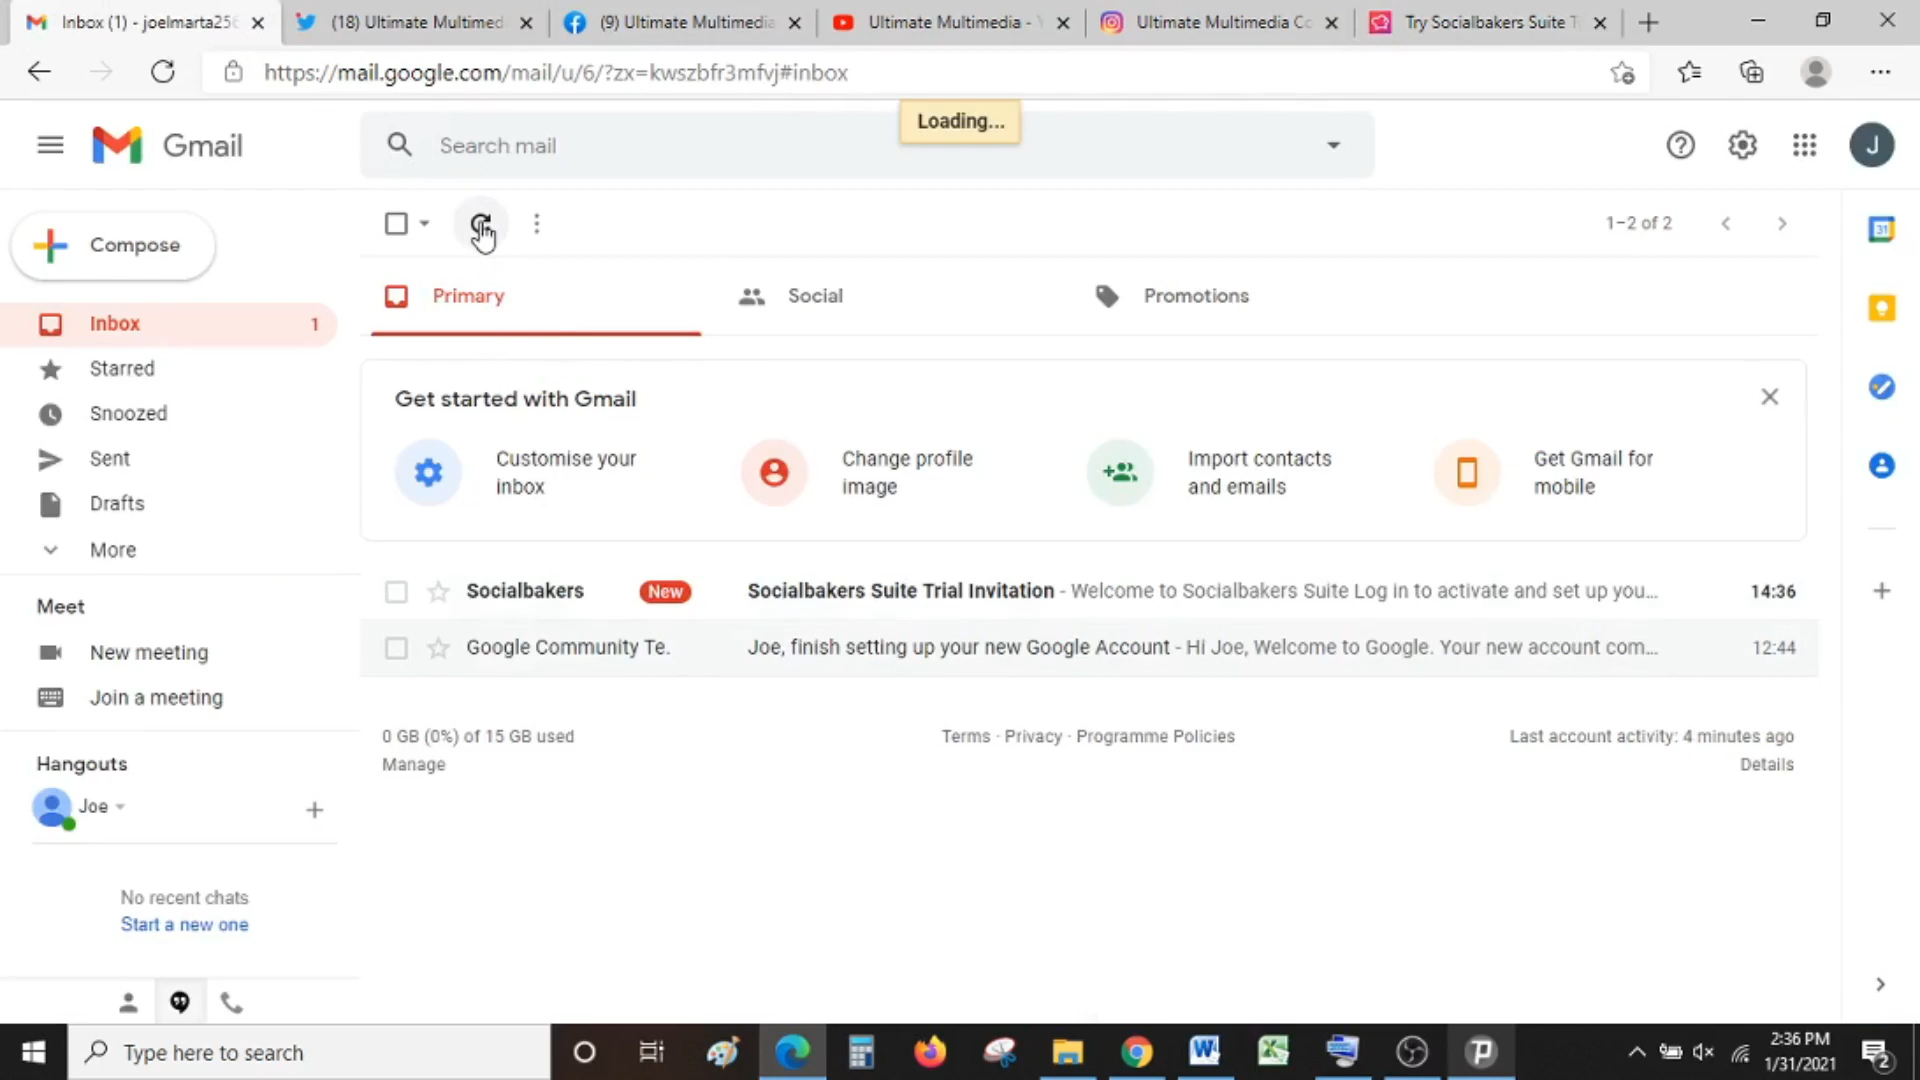 Inbox (1) - joelmarta256
(18) Ultimate Multimed
(9) Ultimate Multimedia
Ultimate Multimedia - Y
Ultimate Multimedia Co
Try Socialbakers Suite T
https://mail.google.com/mail/u/6/?zx=kwszbfr3mfvj#inbox
Loading...
Gmail
Search mail
J
Compose
1–2 of 2
31
Primary
Social
Promotions
Inbox 1
Starred
Snoozed
Sent
Drafts
More
Get started with Gmail
Customise your
inbox
Change profile
image
Import contacts
and emails
Get Gmail for
mobile
Socialbakers New Socialbakers Suite Trial Invitation - Welcome to Socialbakers Suite Log in to activate and set up you... 14:36
Google Community Te. Joe, finish setting up your new Google Account - Hi Joe, Welcome to Google. Your new account com... 12:44
Meet
New meeting
Join a meeting
0 GB (0%) of 15 GB used
Manage
Terms · Privacy · Programme Policies
Last account activity: 4 minutes ago
Details
Hangouts
Joe
No recent chats
Start a new one
Type here to search
2:36 PM
1/31/2021
2